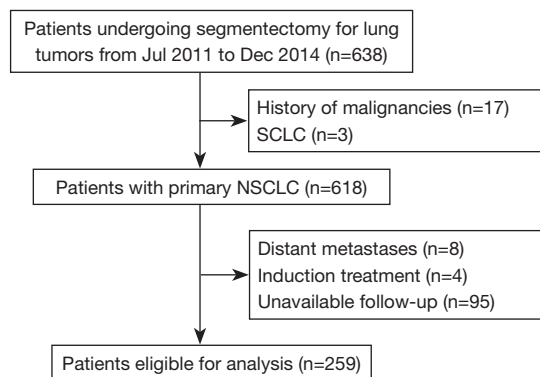 Patients undergoing segmentectomy for lung
tumors from Jul 2011 to Dec 2014 (n=638)
History of malignancies (n=17)
SCLC (n=3)
Patients with primary NSCLC (n=618)
Distant metastases (n=8)
Induction treatment (n=4)
Unavailable follow-up (n=95)
Patients eligible for analysis (n=259)